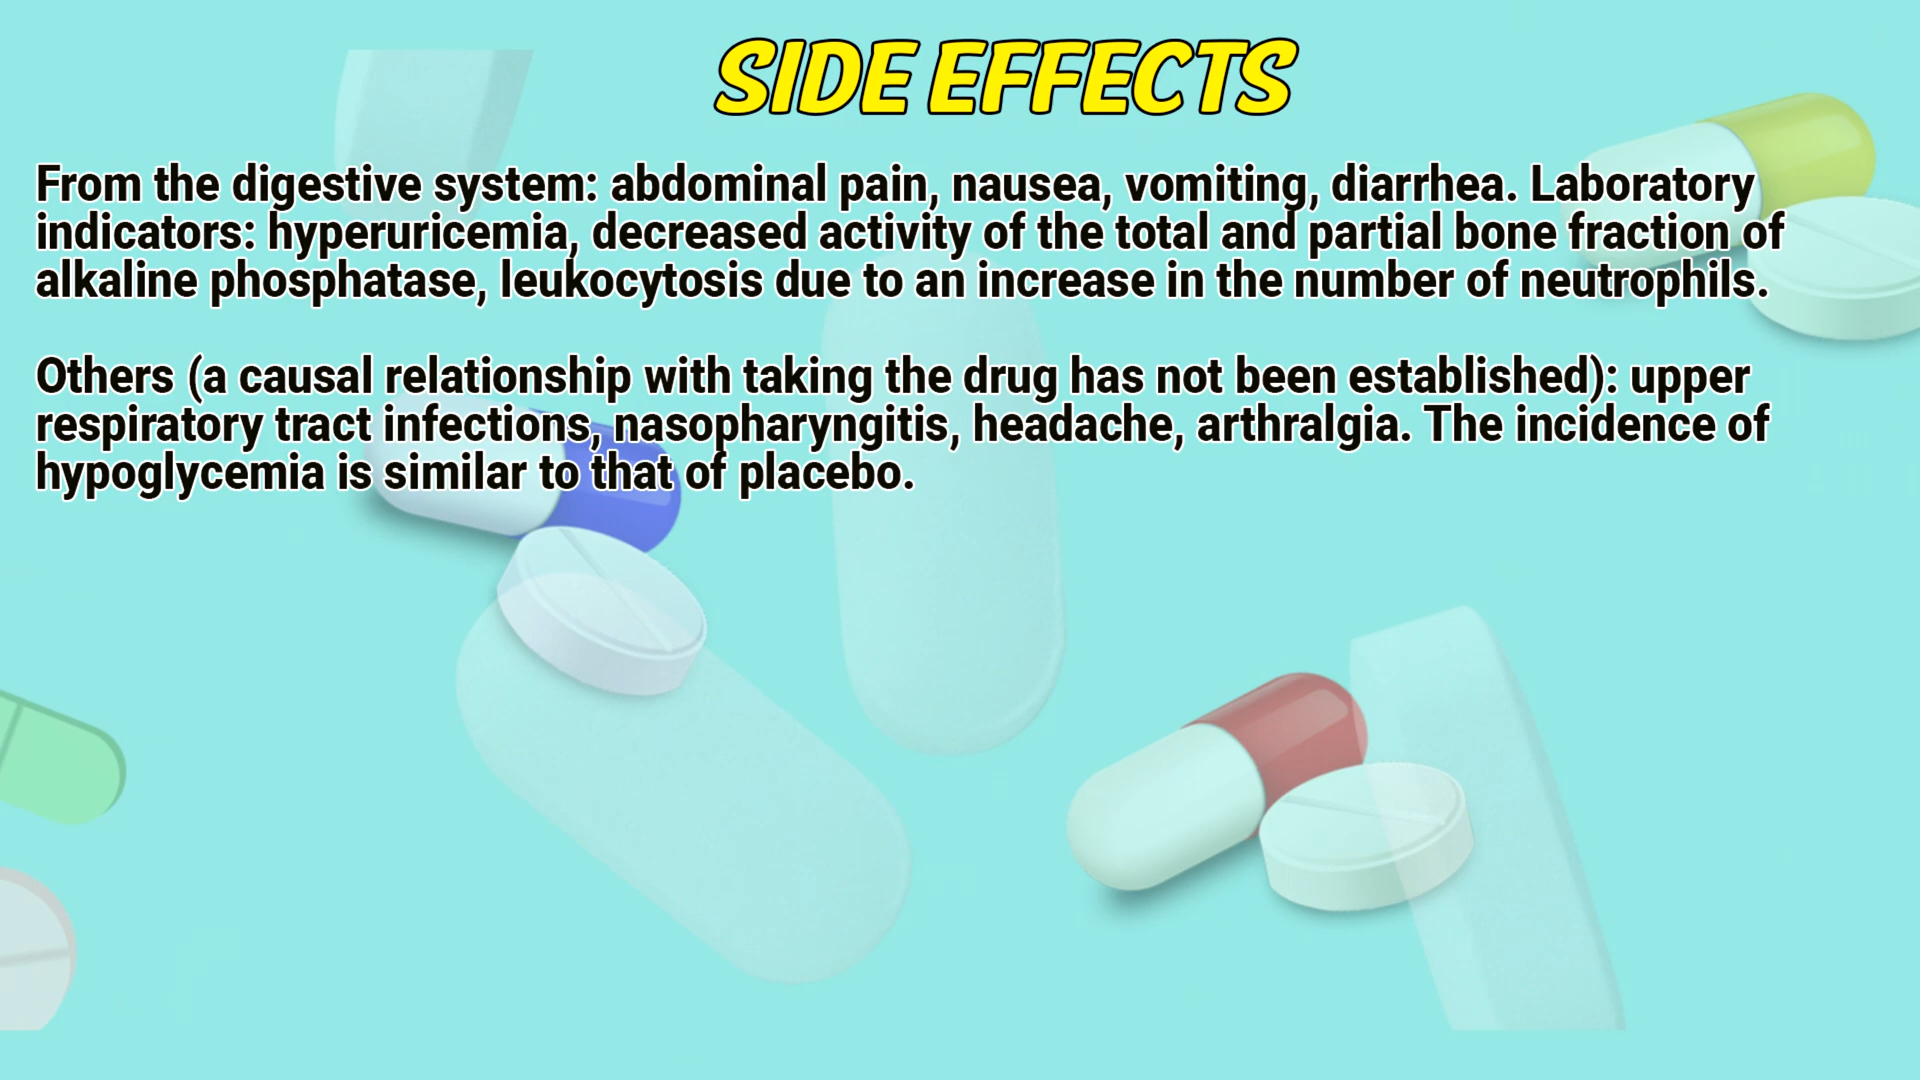 SIDE EFFECTS
From the digestive system: abdominal pain, nausea, vomiting, diarrhea. Laboratory
indicators: hyperuricemia, decreased activity of the total and partial bone fraction of
alkaline phosphatase, leukocytosis due to an increase in the number of neutrophils.
Others (a causal relationship with taking the drug has not been established): upper
respiratory tract infections, nasopharyngitis, headache, arthralgia. The incidence of
hypoglycemia is similar to that of placebo.